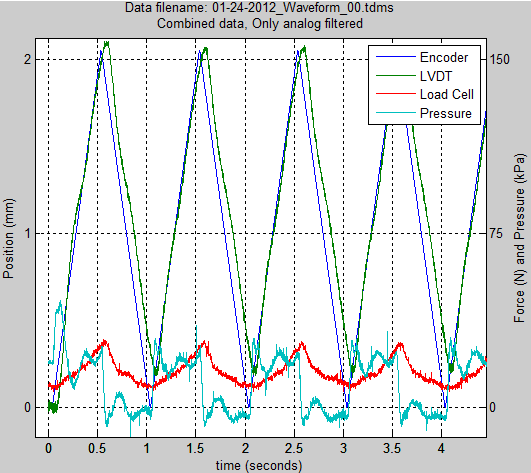 Data filename: 01-24-2012_Waveform_00.tdms
Combined data, Only analog filtered
Encoder
LVDT
Load Cell
Pressure
2
1
0
150
75
0
Position (mm)
Force (N) and Pressure (kPa)
0
0.5
1
1.5
2
2.5
3
3.5
4
time (seconds)